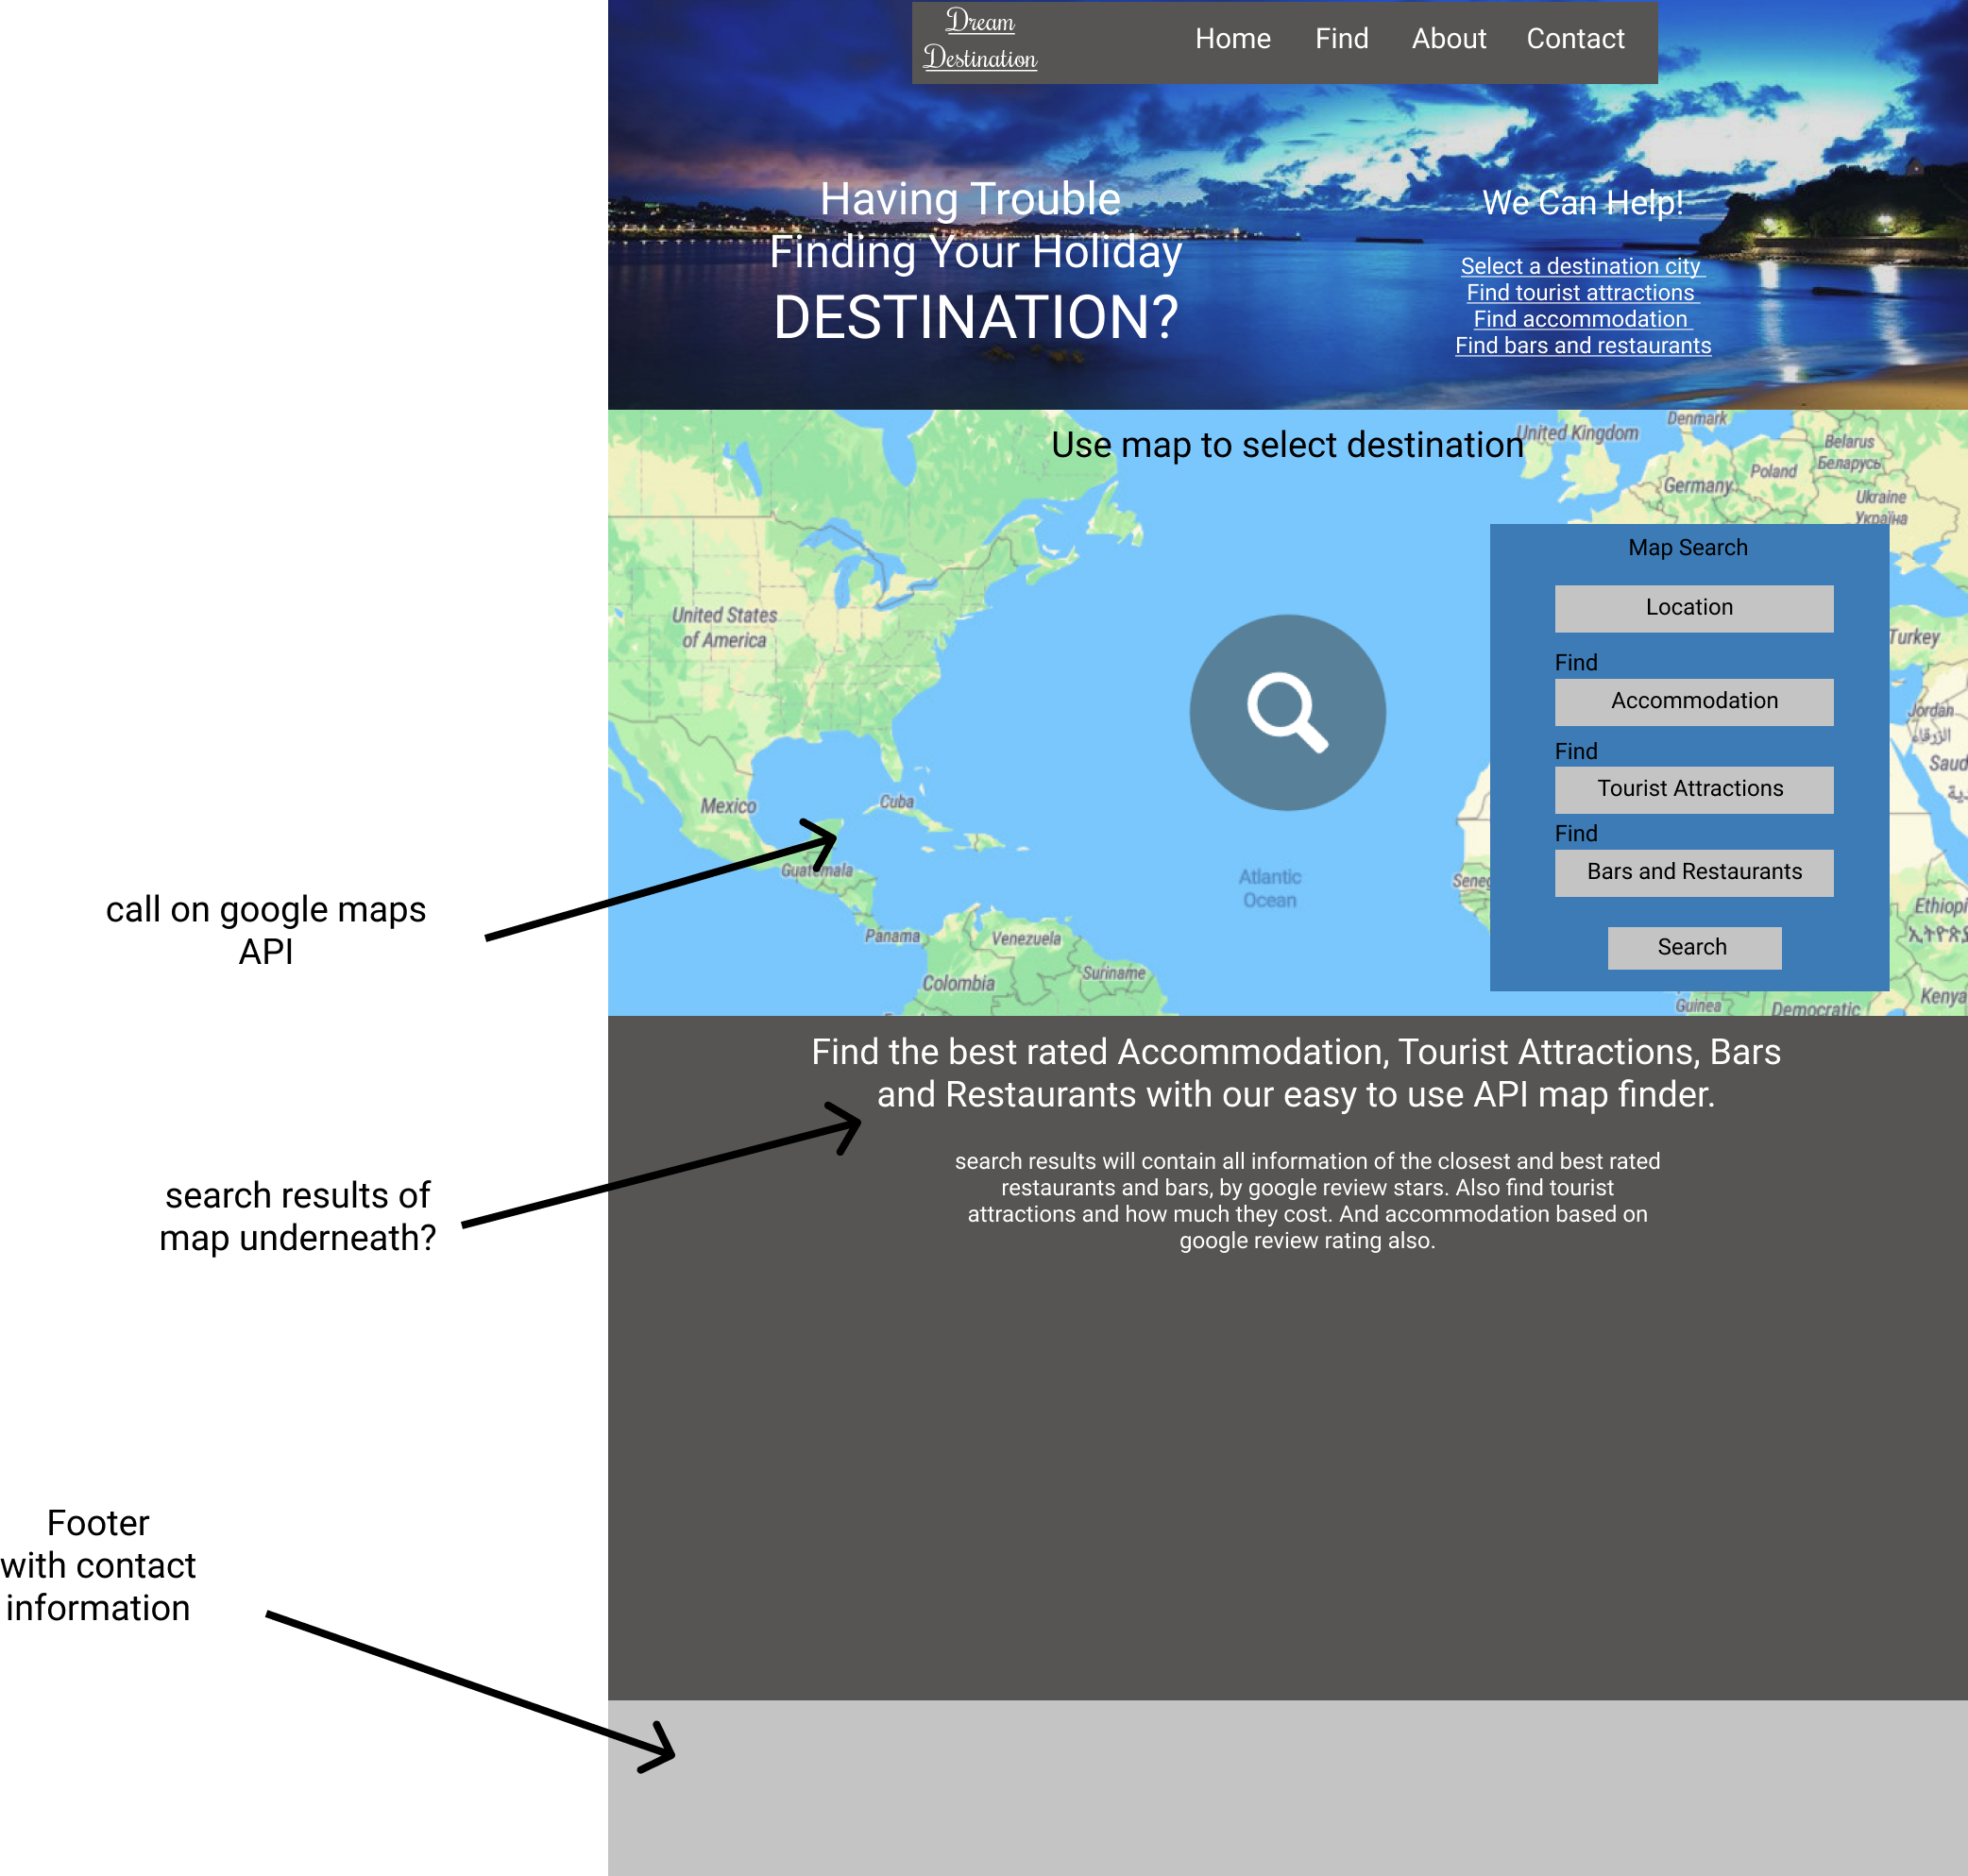 Dream
Destination
Home Find About Contact
Having Trouble
Finding Your Holiday
DESTINATION?
We Can Help!
Select a destination city
Find tourist attractions
Find accommodation
Find bars and restaurants
Use map to select destination
United Kingdom
Denmark
Belarus
Беларусь
Poland
Germany
Ukraine
Україна
United States
of America
Mexico
Cuba
Guatemala
Panama
Venezuela
Colombia
Suriname
Atlantic
Ocean
Turkey
Jordan
Saud
Ethiopi
Kenya
Guinea
Democratic
Seneg
Map Search
Location
Find
Accommodation
Find
Tourist Attractions
Find
Bars and Restaurants
Search
call on google maps
API
Find the best rated Accommodation, Tourist Attractions, Bars
and Restaurants with our easy to use API map finder.
search results will contain all information of the closest and best rated
restaurants and bars, by google review stars. Also find tourist
attractions and how much they cost. And accommodation based on
google review rating also.
search results of
map underneath?
Footer
with contact
information